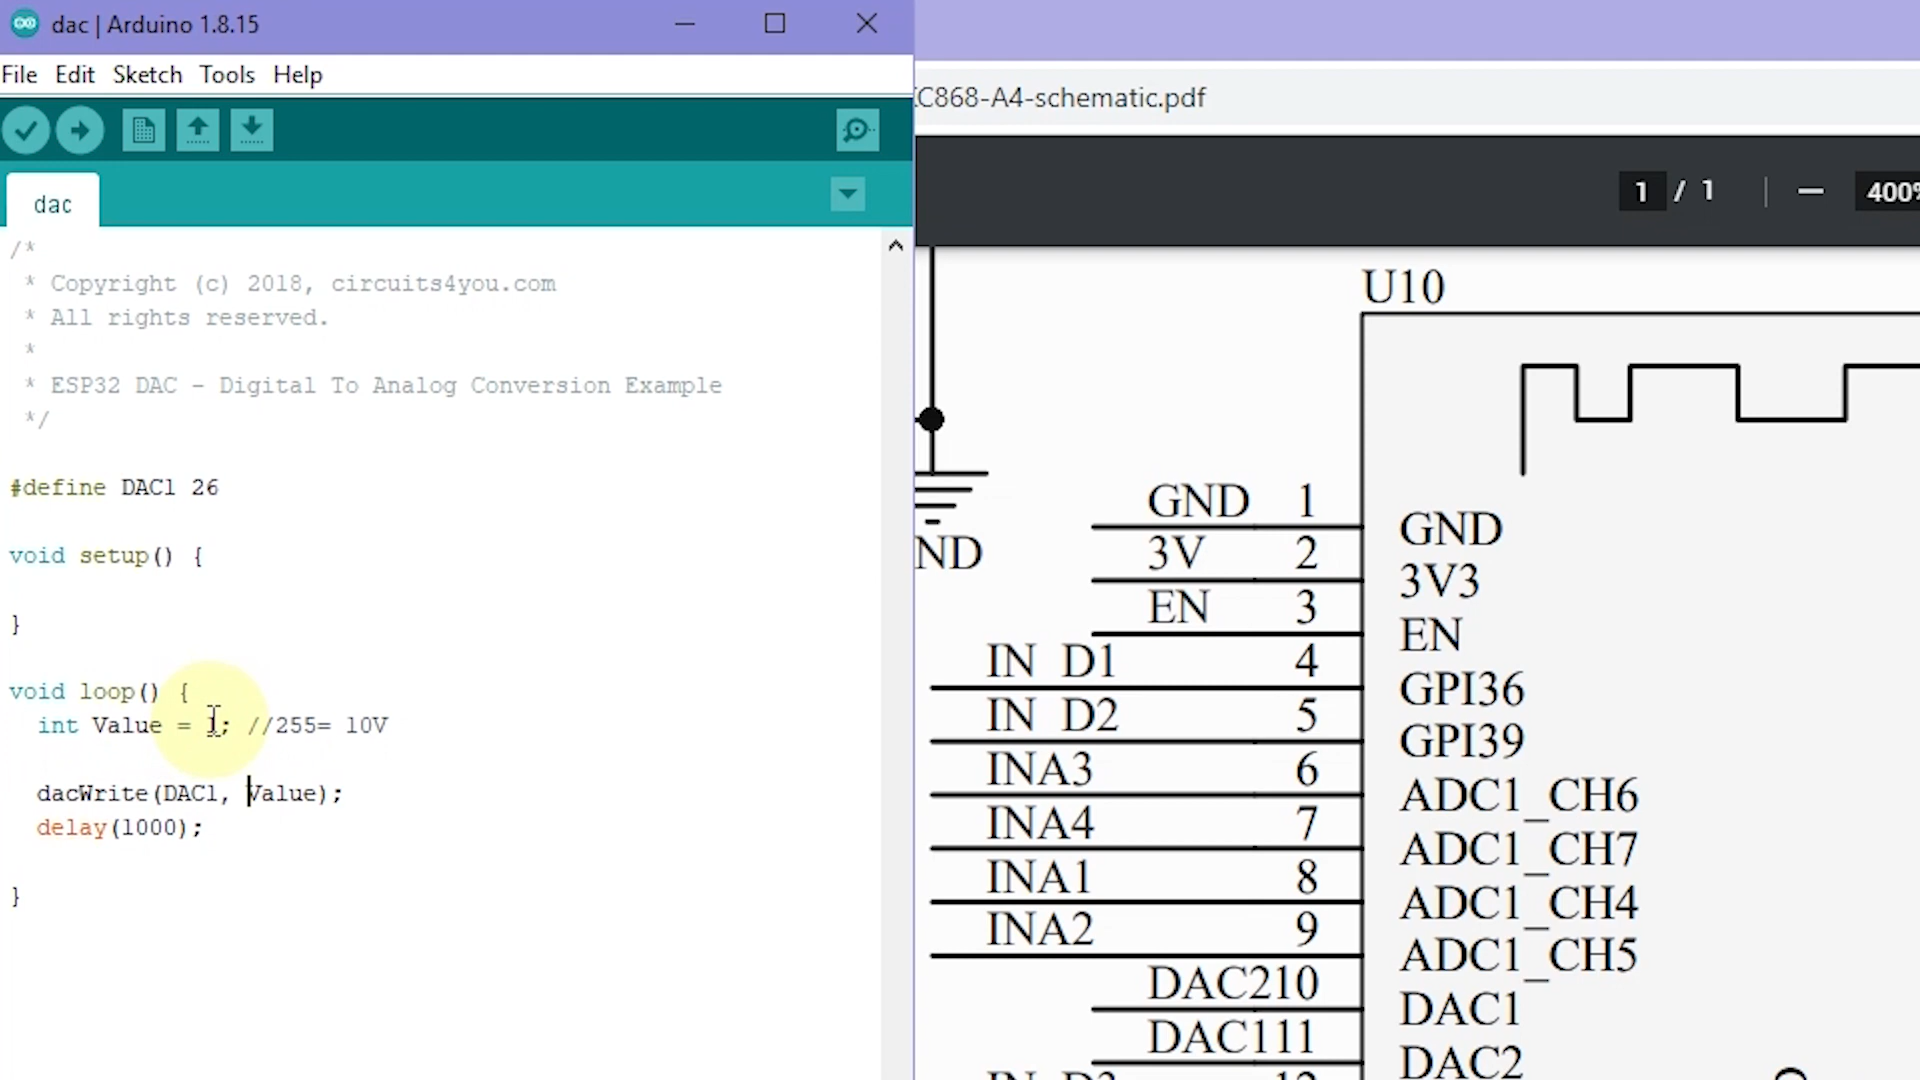 dac | Arduino 1.8.15
File Edit Sketch Tools Help
dac
/*
* Copyright (c) 2018, circuits4you.com
* All rights reserved.
*
* ESP32 DAC - Digital To Analog Conversion Example
*/
#define DAC1 26
void setup() {
}
void loop() {
int Value = ; //255= 10V
dacWrite(DAC1, Value);
delay(1000);
}
C868-A4-schematic.pdf
1 / 1
400%
U10
ND
GND 1 GND
3V 2 3V3
EN 3 EN
IN D1 4 GPI36
IN D2 5 GPI39
INA3 6 ADC1_CH6
INA4 7 ADC1_CH7
INA1 8 ADC1_CH4
INA2 9 ADC1_CH5
DAC210 DAC1
DAC111 DAC2